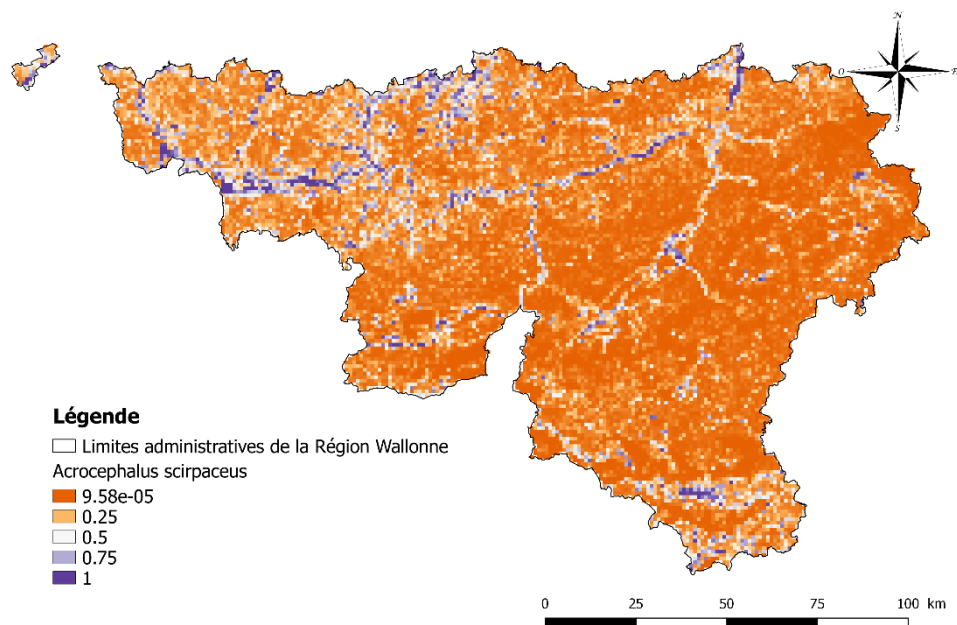 N
O
E
S
Légende
Limites administratives de la Région Wallonne
Acrocephalus scirpaceus
9.58e-05
0.25
0.5
0.75
1
0 25 50 75 100 km